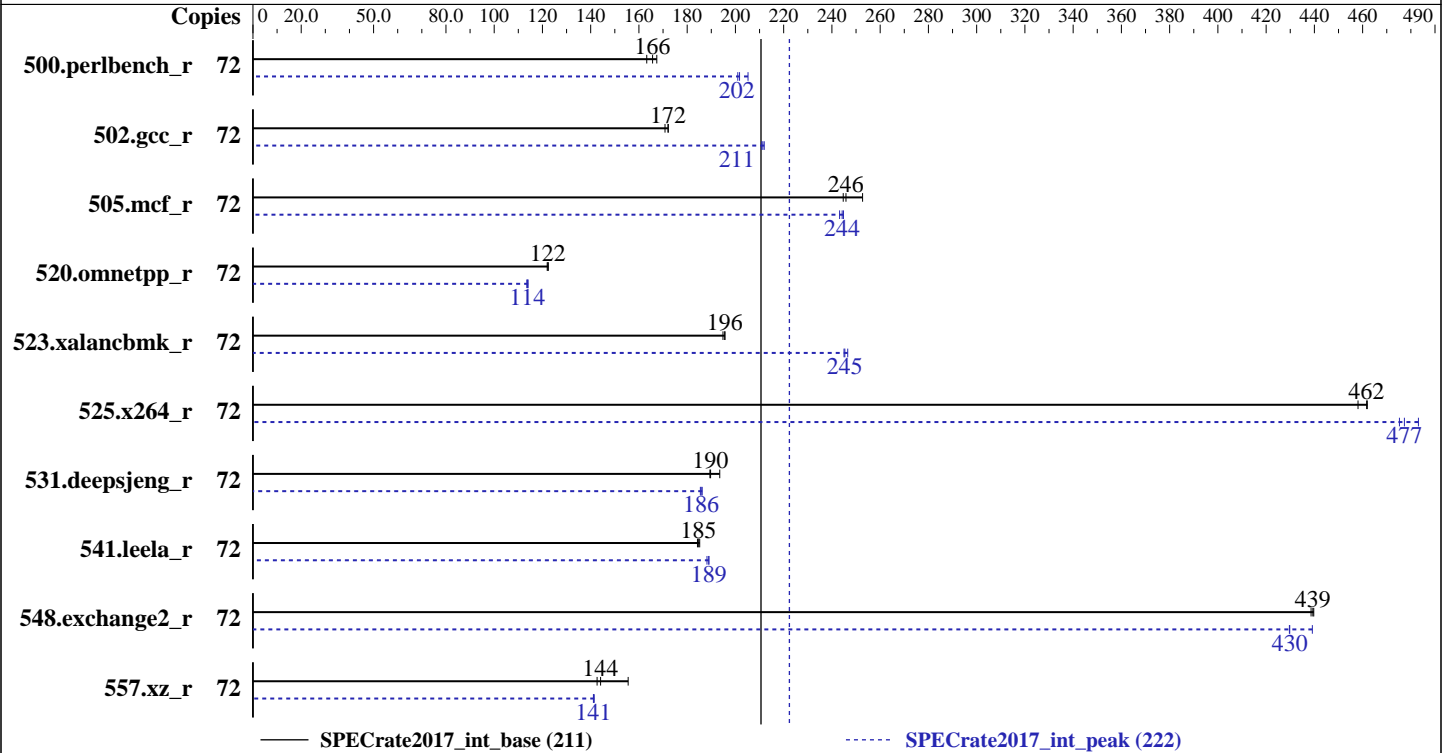 Copies 0 20.0 50.0 80.0 100 120 140 160 180 200 220 240 260 280 300 320 340 360 380 400 420 440 460 490
166
500.perlbench_r 72
202
172
502.gcc_r 72
211
246
505.mcf_r 72
244
122
520.omnetpp_r 72
114
196
523.xalancbmk_r 72
245
462
525.x264_r 72
477
190
531.deepsjeng_r 72
186
185
541.leela_r 72
189
439
548.exchange2_r 72
430
144
557.xz_r 72
141
SPECrate2017_int_base (211) SPECrate2017_int_peak (222)